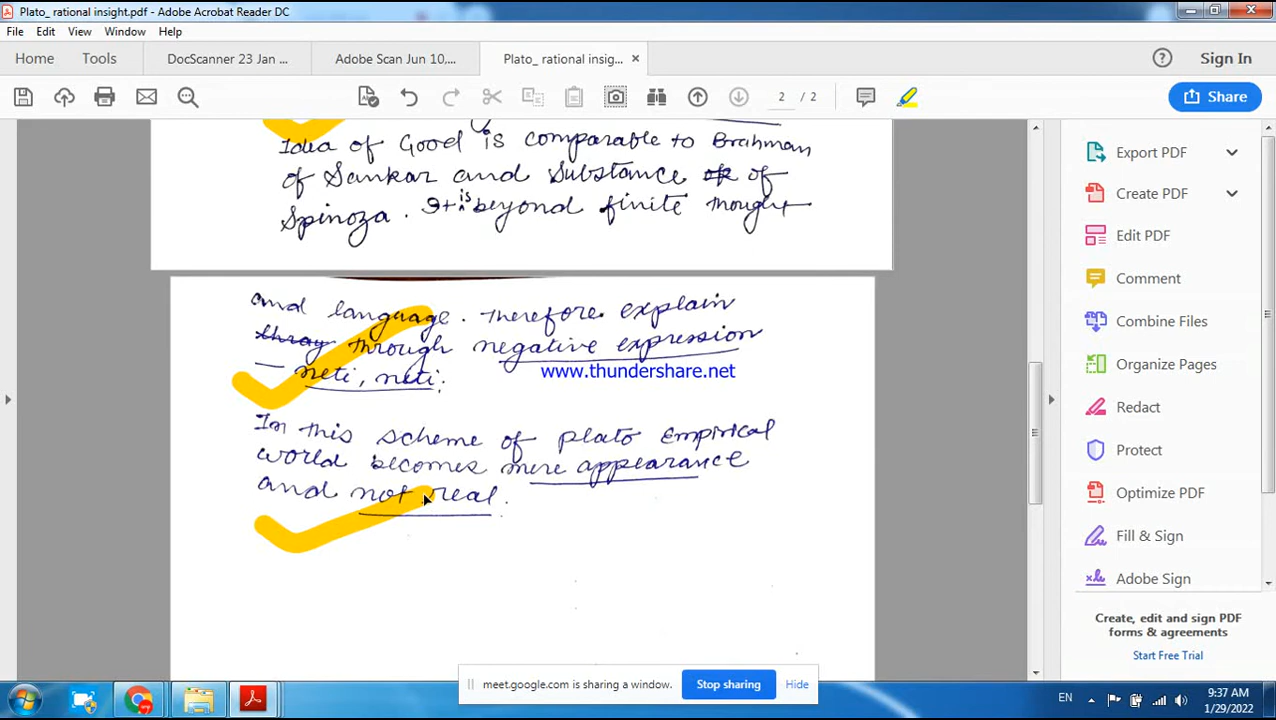 Plato_ rational insight.pdf - Adobe Acrobat Reader DC
File Edit View Window Help
Home Tools DocScanner 23 Jan ... Adobe Scan Jun 10,... Plato_ rational insig... × Sign In
2 / 2 Share
Idea of Good is comparable to Brahman
of Sankar and Substance of
Spinoza. It is beyond finite thought
and language. Therefore explain
through negative expression
— neti, neti.
www.thundershare.net
In this scheme of Plato Empirical
world becomes mere appearance
and not real.
Export PDF
Create PDF
Edit PDF
Comment
Combine Files
Organize Pages
Redact
Protect
Optimize PDF
Fill & Sign
Adobe Sign
Create, edit and sign PDF
forms & agreements
Start Free Trial
meet.google.com is sharing a window. Stop sharing Hide
EN 9:37 AM
1/29/2022